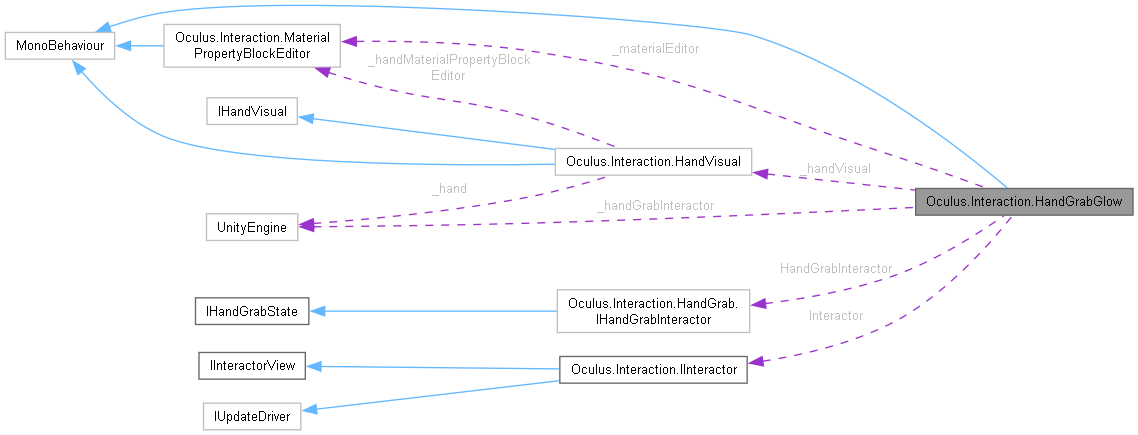 MonoBehaviour
Oculus.Interaction.Material
PropertyBlockEditor
_materialEditor
_handMaterialPropertyBlock
Editor
IHandVisual
Oculus.Interaction.HandVisual
_handVisual
_hand
_handGrabInteractor
Oculus.Interaction.HandGrabGlow
UnityEngine
HandGrabInteractor
IHandGrabState
Oculus.Interaction.HandGrab.
IHandGrabInteractor
Interactor
IInteractorView
Oculus.Interaction.IInteractor
IUpdateDriver